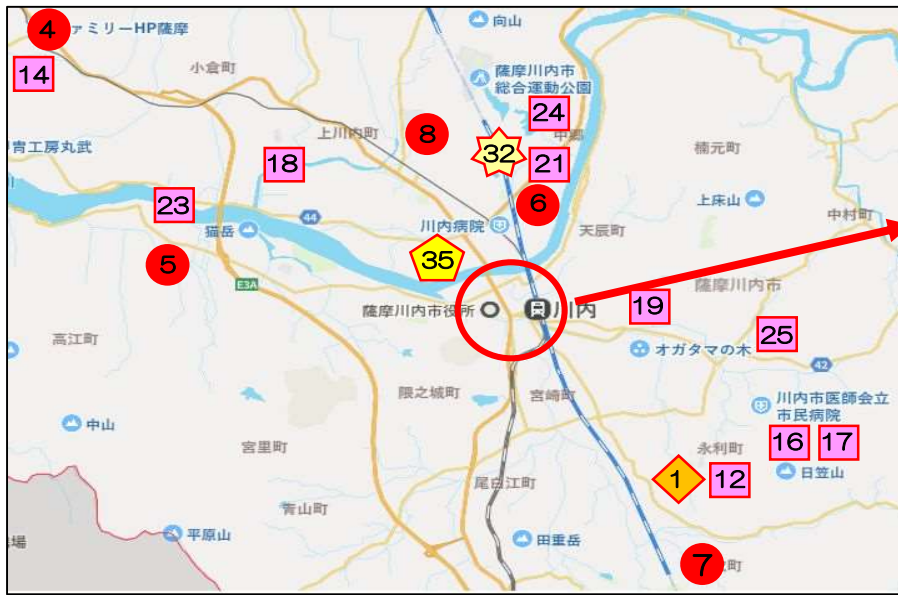 4
ァミリーHP薩摩
向山
14
小倉町
薩摩川内市
総合運動公園
24
上川内町
8
中郷
32
21
楠元町
冑工房丸武
18
川
23
6
上床山
中村町
44
川内病院
天辰町
猫岳
5
35
E3A
薩摩川内市
19
薩摩川内市役所
川内
25
高江町
オガタマの木
42
隈之城町
宮崎町
川内市医師会立
市民病院
中山
宮里町
永利町
16
17
1
12
日笠山
尾白江町
青山町
平原山
田重岳
場
7
町